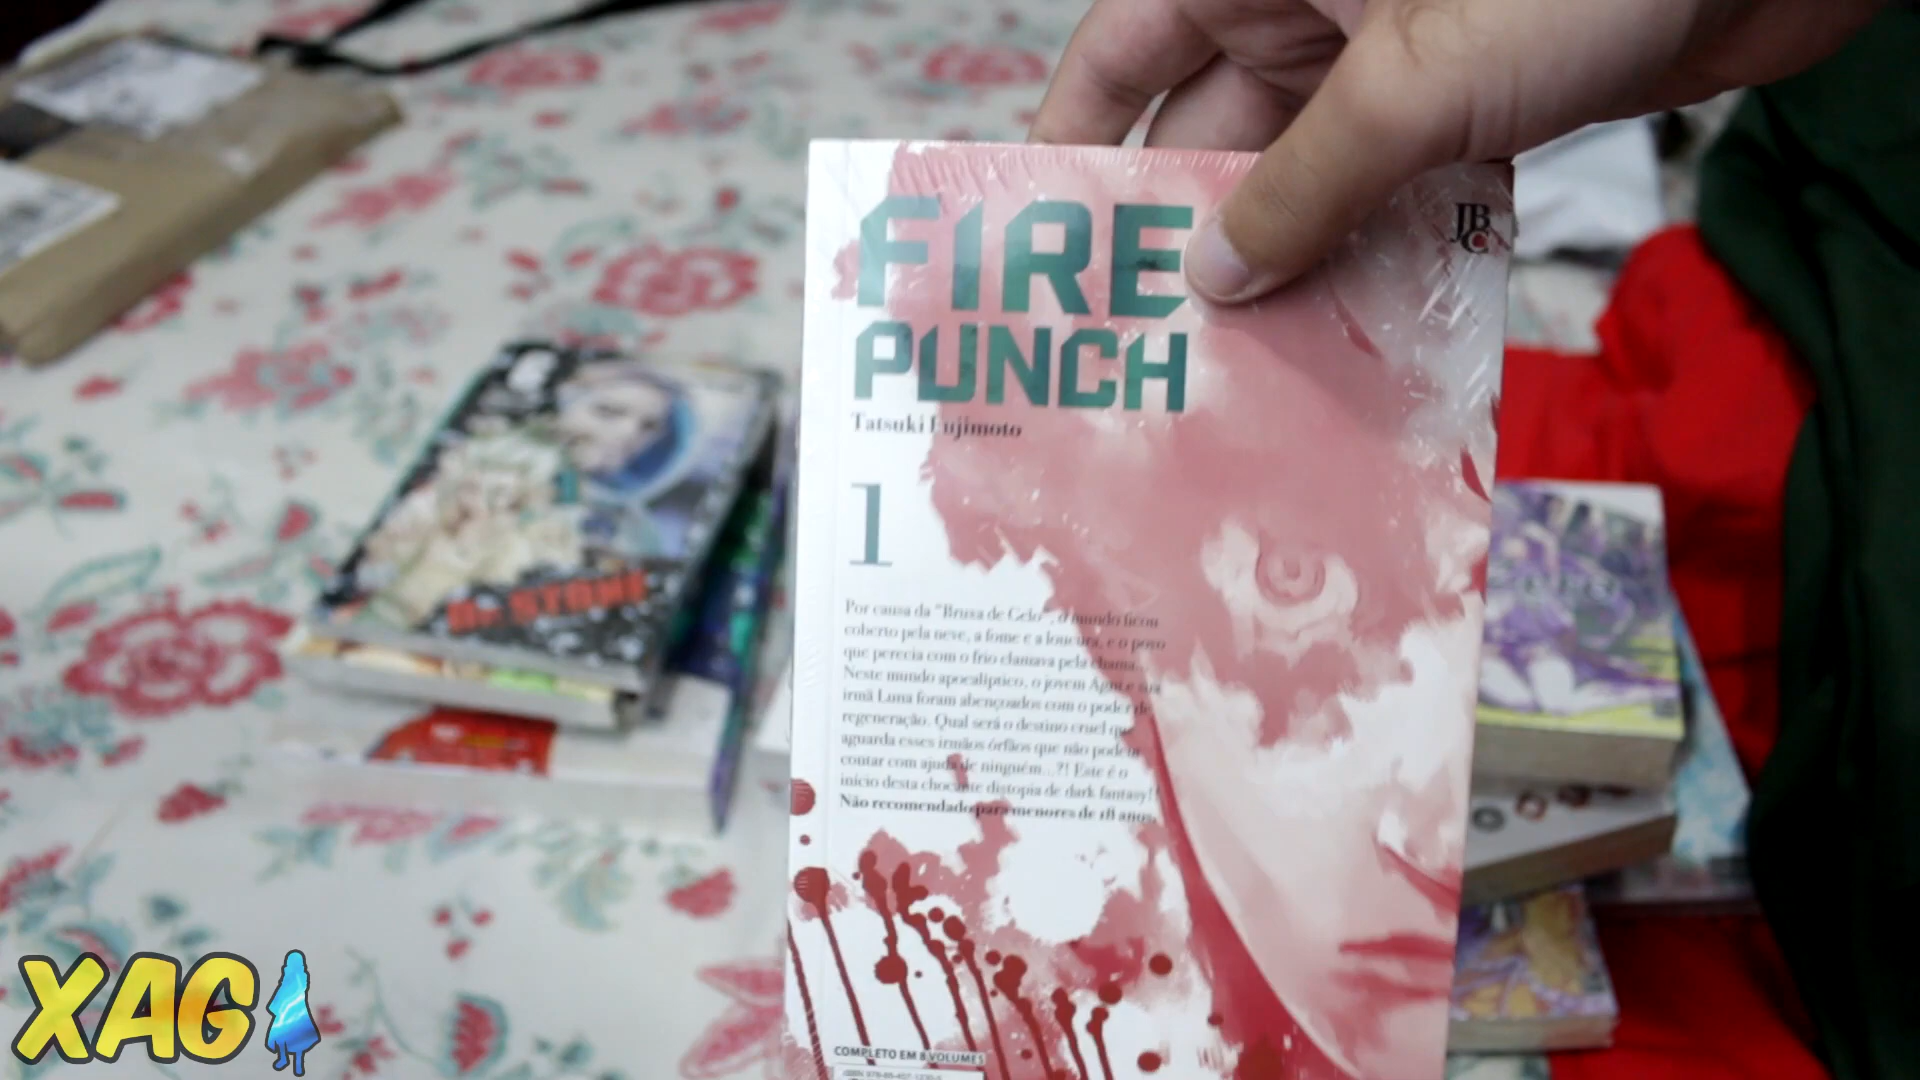 FIRE
PUNCH
JBC
Tatsuki Fujimoto
1
Por causa da "Bruxa de Gelo", o mundo ficou
coberto pela neve, a fome e a loucura, e o povo
que perecia com o frio clamava pela chama...
Neste mundo apocalíptico, o jovem Agni e sua
irmã Luna foram abençoados com o poder de
regeneração. Qual será o destino cruel que
aguarda esses irmãos órfãos que não podem
contar com ajuda de ninguém...?! Este é o
início desta chocante distopia de dark fantasy!!
Não recomendado para menores de 18 anos.
COMPLETO EM 8 VOLUMES
Dr. STONE
XAG